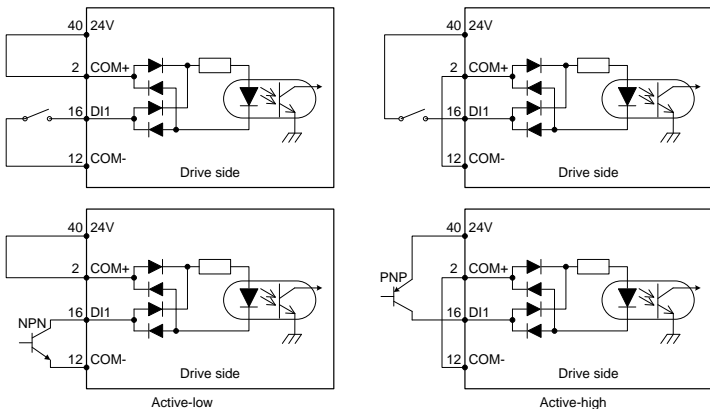 40 24V
2 COM+
16 DI1
12 COM-
Drive side
40 24V
2 COM+
16 DI1
12 COM-
Drive side
40 24V
2 COM+
NPN
16 DI1
12 COM-
Drive side
Active-low
40 24V
PNP
2 COM+
16 DI1
12 COM-
Drive side
Active-high